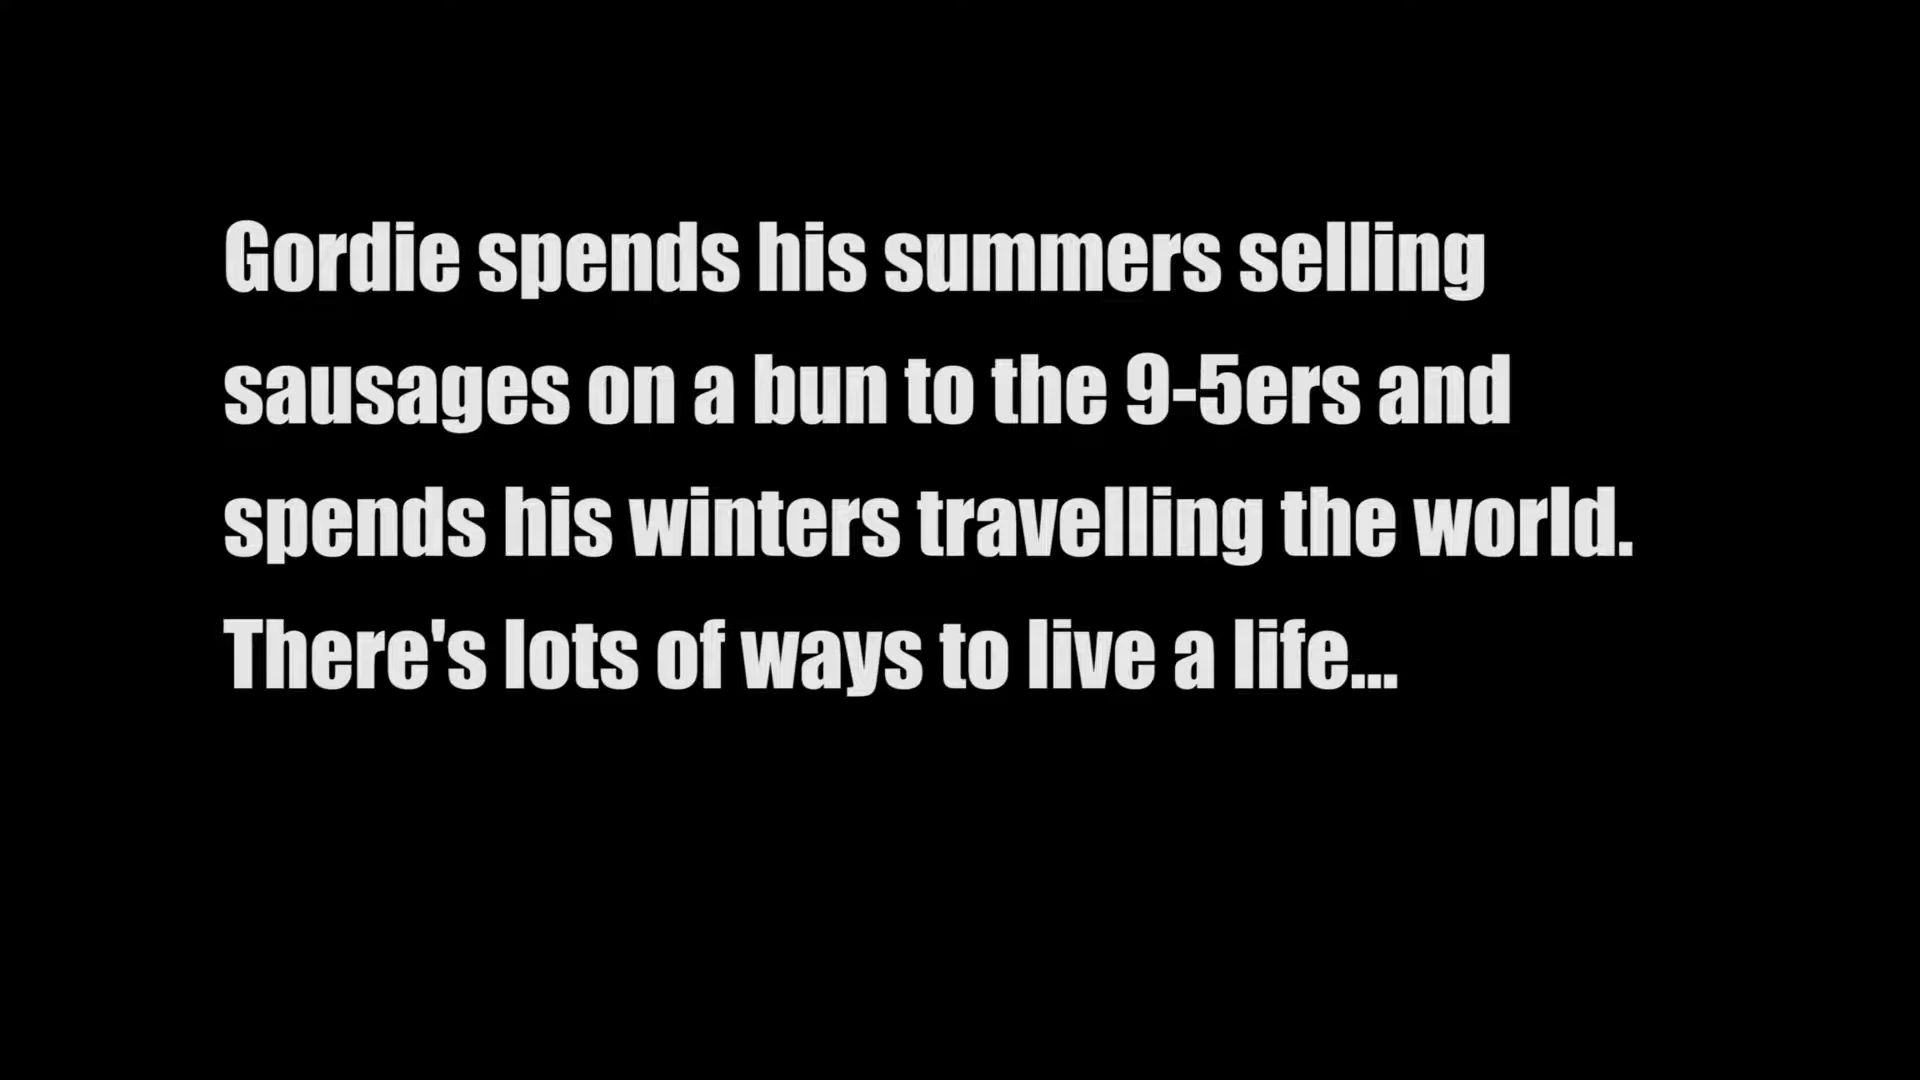 Gordie spends his summers selling
sausages on a bun to the 9-5ers and
spends his winters travelling the world.
There's lots of ways to live a life...